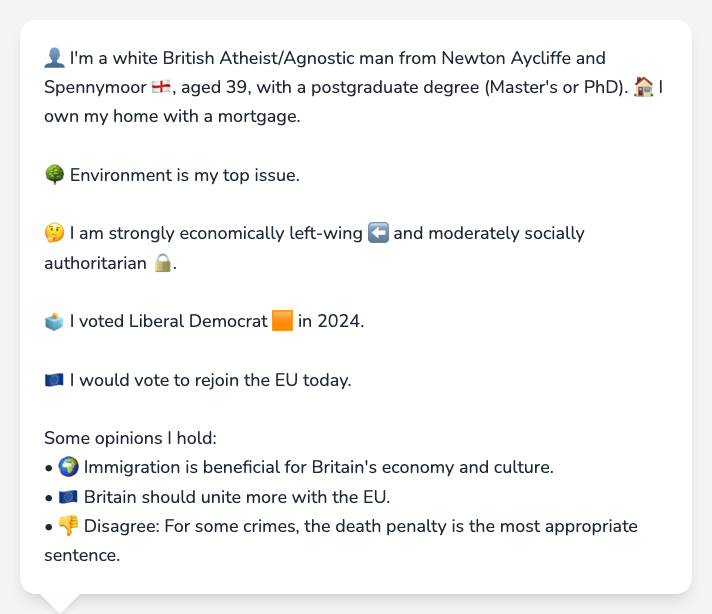 👤 I'm a white British Atheist/Agnostic man from Newton Aycliffe and
Spennymoor 🏴󠁧󠁢󠁥󠁮󠁧󠁿, aged 39, with a postgraduate degree (Master's or PhD). 🏠 I
own my home with a mortgage.
🌳 Environment is my top issue.
🤔 I am strongly economically left-wing ⬅️ and moderately socially
authoritarian 🔒.
🗳️ I voted Liberal Democrat 🟧 in 2024.
🇪🇺 I would vote to rejoin the EU today.
Some opinions I hold:
• 🌍 Immigration is beneficial for Britain's economy and culture.
• 🇪🇺 Britain should unite more with the EU.
• 👎 Disagree: For some crimes, the death penalty is the most appropriate
sentence.